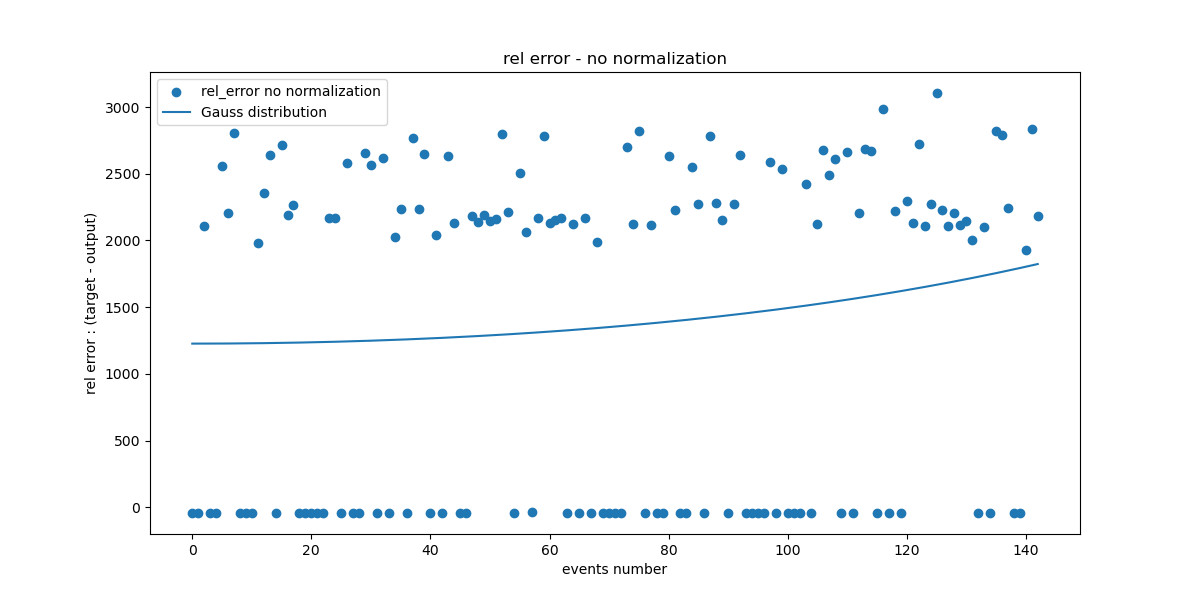 rel error - no normalization
rel_error no normalization
Gauss distribution
rel error : (target - output)
3000
2500
2000
1500
1000
500
0
0 20 40 60 80 100 120 140
events number